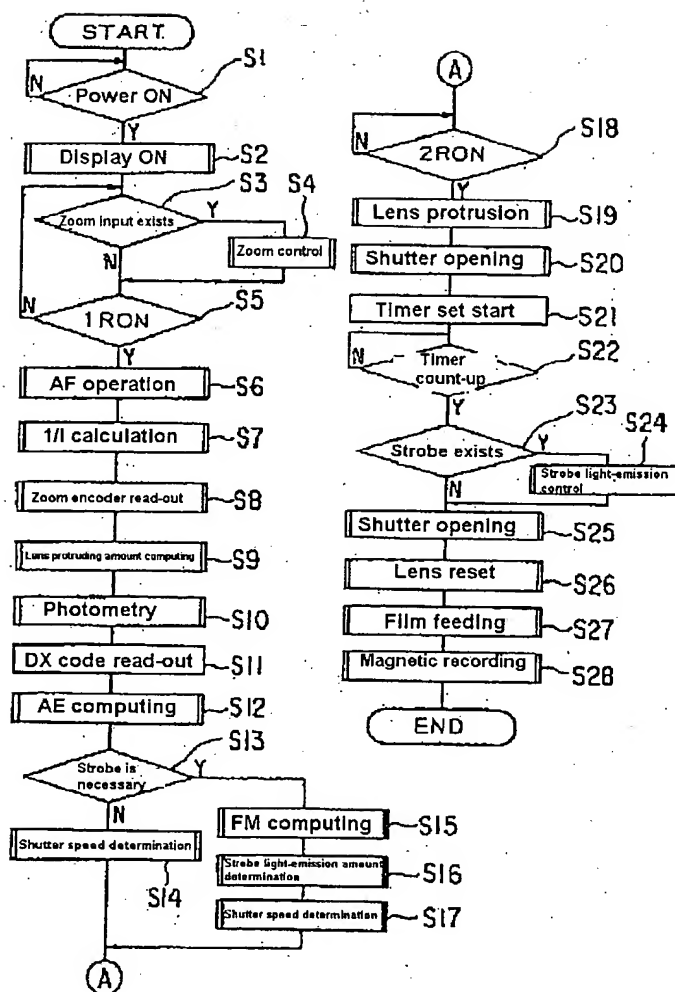 START
S1
N
Power ON
Y
Display ON
S2
S3
S4
Zoom input exists
Y
Zoom control
N
S5
N
1RON
Y
AF operation
S6
1/l calculation
S7
Zoom encoder read-out
S8
Lens protruding amount computing
S9
Photometry
S10
DX code read-out
S11
AE computing
S12
S13
Strobe is
necessary
Y
N
Shutter speed determination
S14
FM computing
S15
Strobe light-emission amount
determination
S16
Shutter speed determination
S17
A
A
S18
N
2RON
Y
Lens protrusion
S19
Shutter opening
S20
Timer set start
S21
N
Timer
count-up
S22
Y
S23
S24
Strobe exists
Y
Strobe light-emission
control
N
Shutter opening
S25
Lens reset
S26
Film feeding
S27
Magnetic recording
S28
END